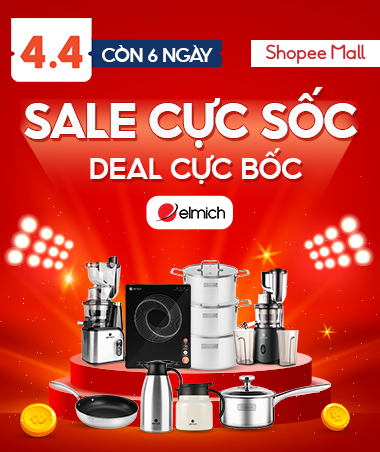 4.4
CÒN 6 NGÀY
Shopee Mall
SALE CỰC SỐC
DEAL CỰC BỐC
elmich